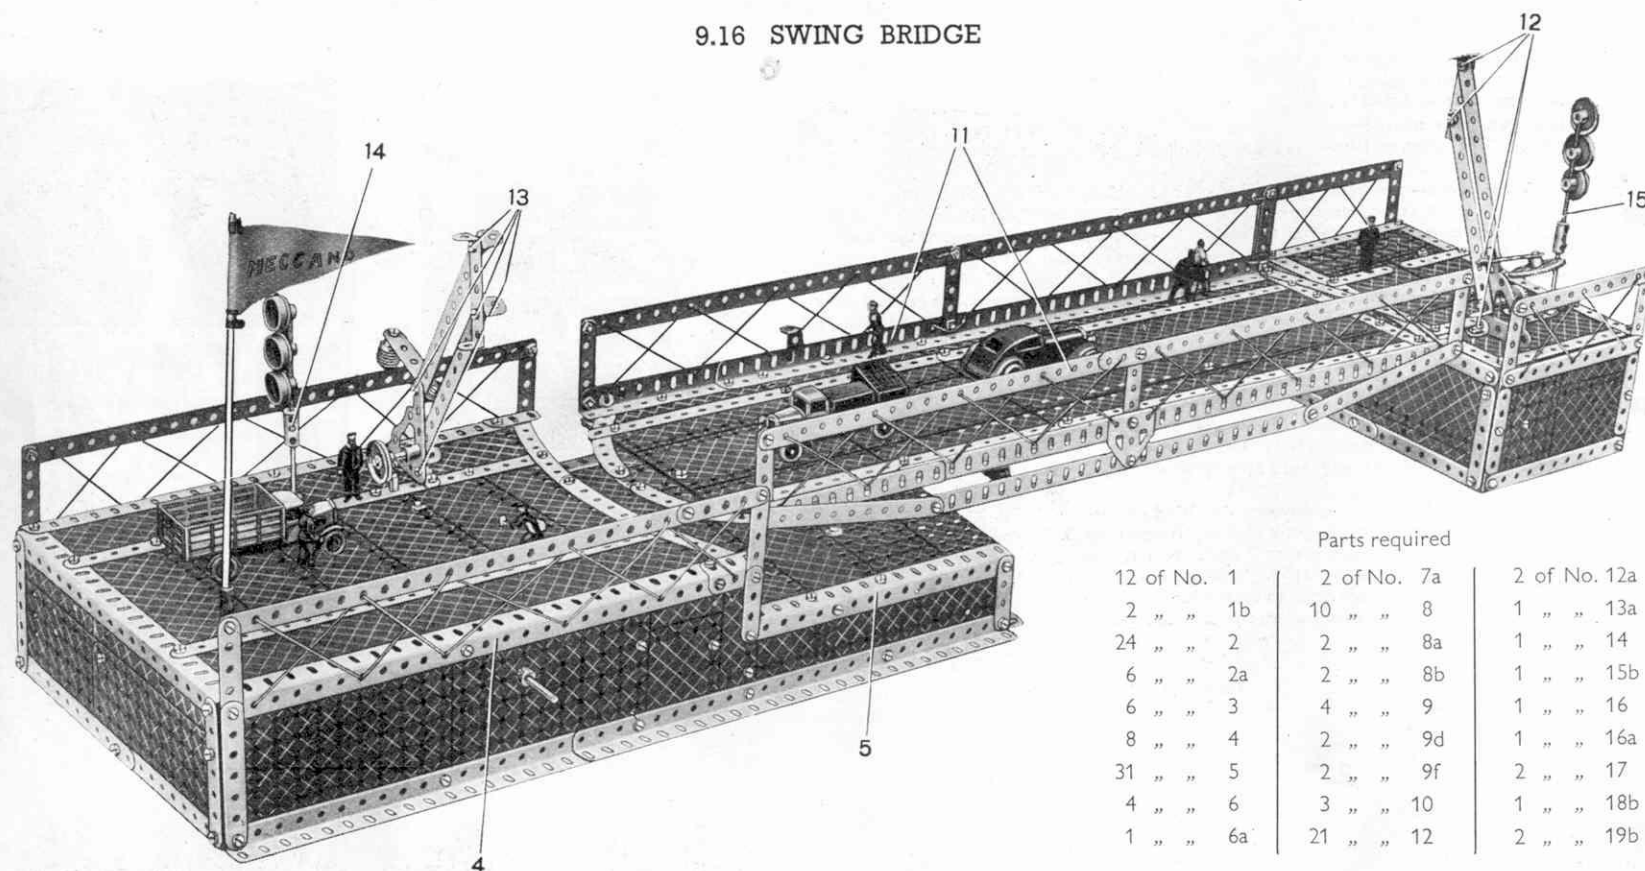 9.16 SWING BRIDGE
12
11
14
13
15
MECCANO
4
5
Parts required
12 of No. 1
2 „ „ 1b
24 „ „ 2
6 „ „ 2a
6 „ „ 3
8 „ „ 4
31 „ „ 5
4 „ „ 6
1 „ „ 6a
2 of No. 7a
10 „ „ 8
2 „ „ 8a
2 „ „ 8b
4 „ „ 9
2 „ „ 9d
2 „ „ 9f
3 „ „ 10
21 „ „ 12
2 of No. 12a
1 „ „ 13a
1 „ „ 14
1 „ „ 15b
1 „ „ 16
1 „ „ 16a
2 „ „ 17
1 „ „ 18b
2 „ „ 19b